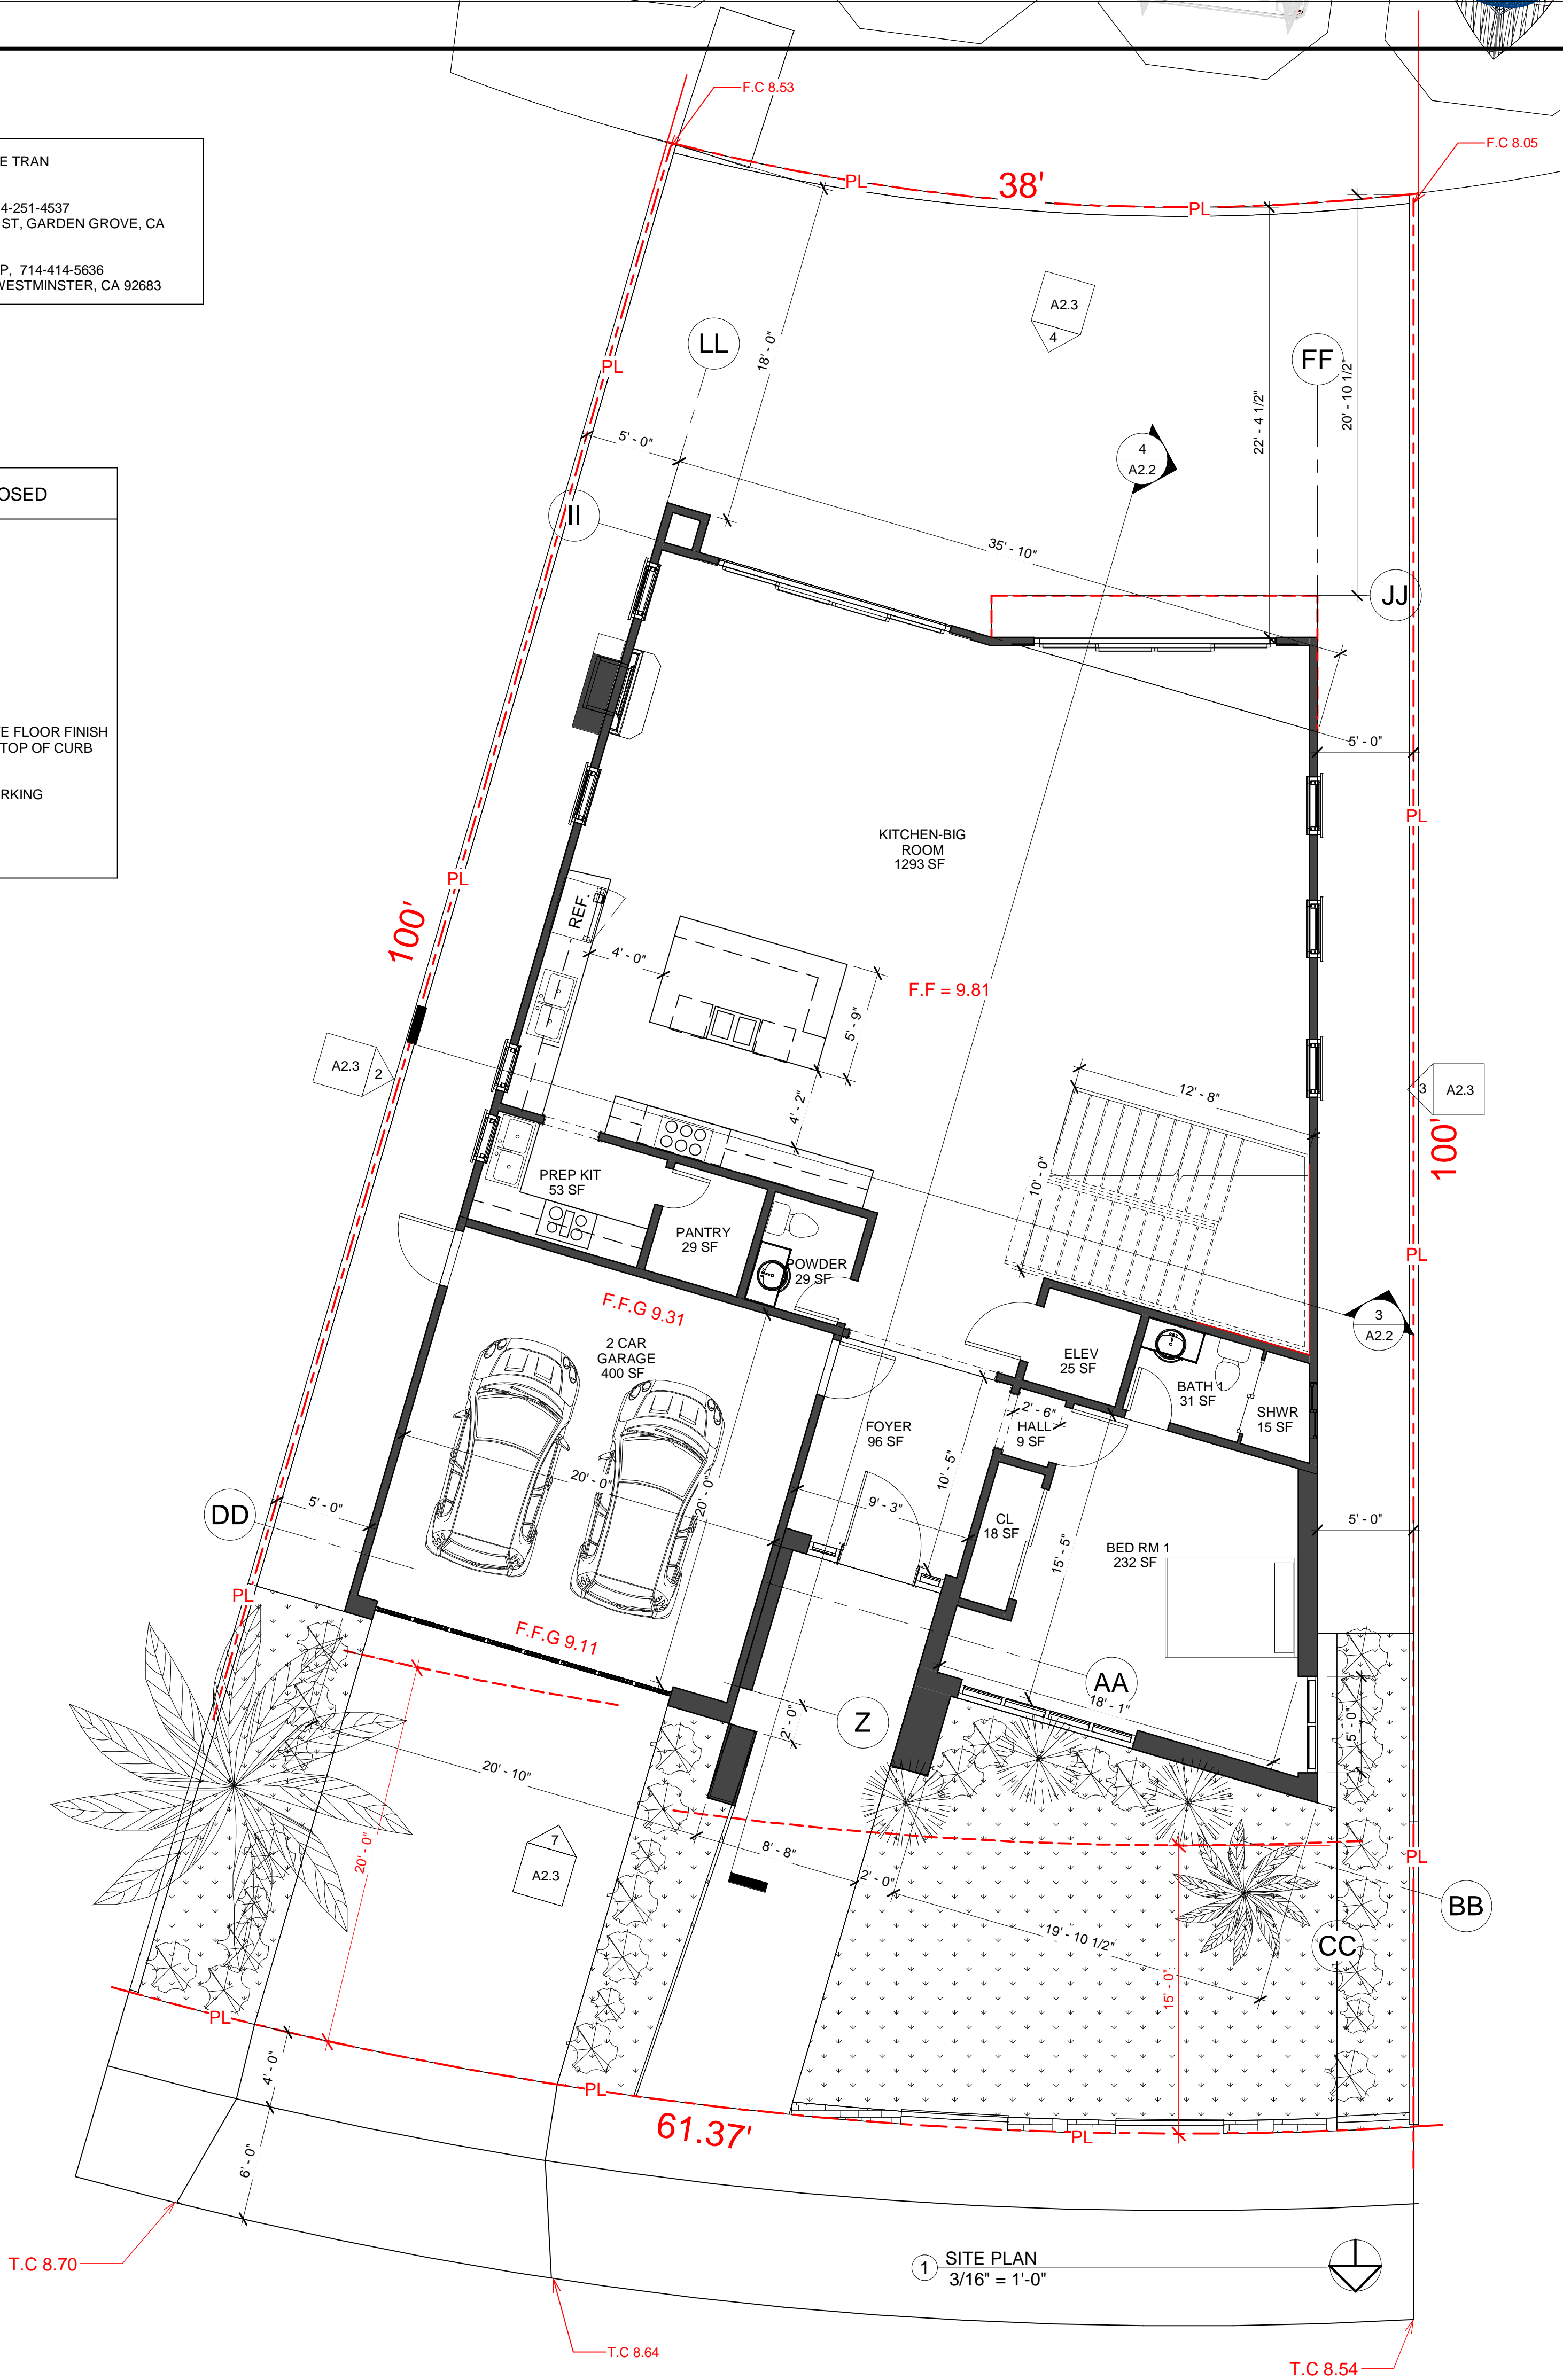 F.C 8.53
F.C 8.05
E TRAN
4-251-4537
ST, GARDEN GROVE, CA
P, 714-414-5636
WESTMINSTER, CA 92683
PL
38'
PL
A2.3
4
LL
FF
18' - 0"
PL
22' - 4 1/2"
20' - 10 1/2"
5' - 0"
4
A2.2
OSED
II
35' - 10"
JJ
E FLOOR FINISH
TOP OF CURB
RKING
5' - 0"
PL
KITCHEN-BIG
ROOM
1293 SF
PL
100'
REF.
4' - 0"
F.F = 9.81
5' - 9"
A2.3
2
4' - 2"
12' - 8"
3
A2.3
100'
10' - 0"
PREP KIT
53 SF
PANTRY
29 SF
POWDER
29 SF
PL
F.F.G 9.31
3
A2.2
2 CAR
GARAGE
400 SF
ELEV
25 SF
BATH 1
31 SF
SHWR
15 SF
2' - 6"
HALL
9 SF
FOYER
96 SF
10' - 5"
20' - 0"
20' - 0"
9' - 3"
CL
18 SF
DD
5' - 0"
5' - 0"
15' - 5"
BED RM 1
232 SF
PL
F.F.G 9.11
AA
18' - 1"
Z
2' - 0"
5' - 0"
20' - 10"
20' - 0"
7
A2.3
8' - 8"
2' - 0"
PL
BB
19' - 10 1/2"
CC
15' - 0"
PL
4' - 0"
PL
61.37'
PL
6' - 0"
T.C 8.70
1
SITE PLAN
3/16" = 1'-0"
T.C 8.64
T.C 8.54